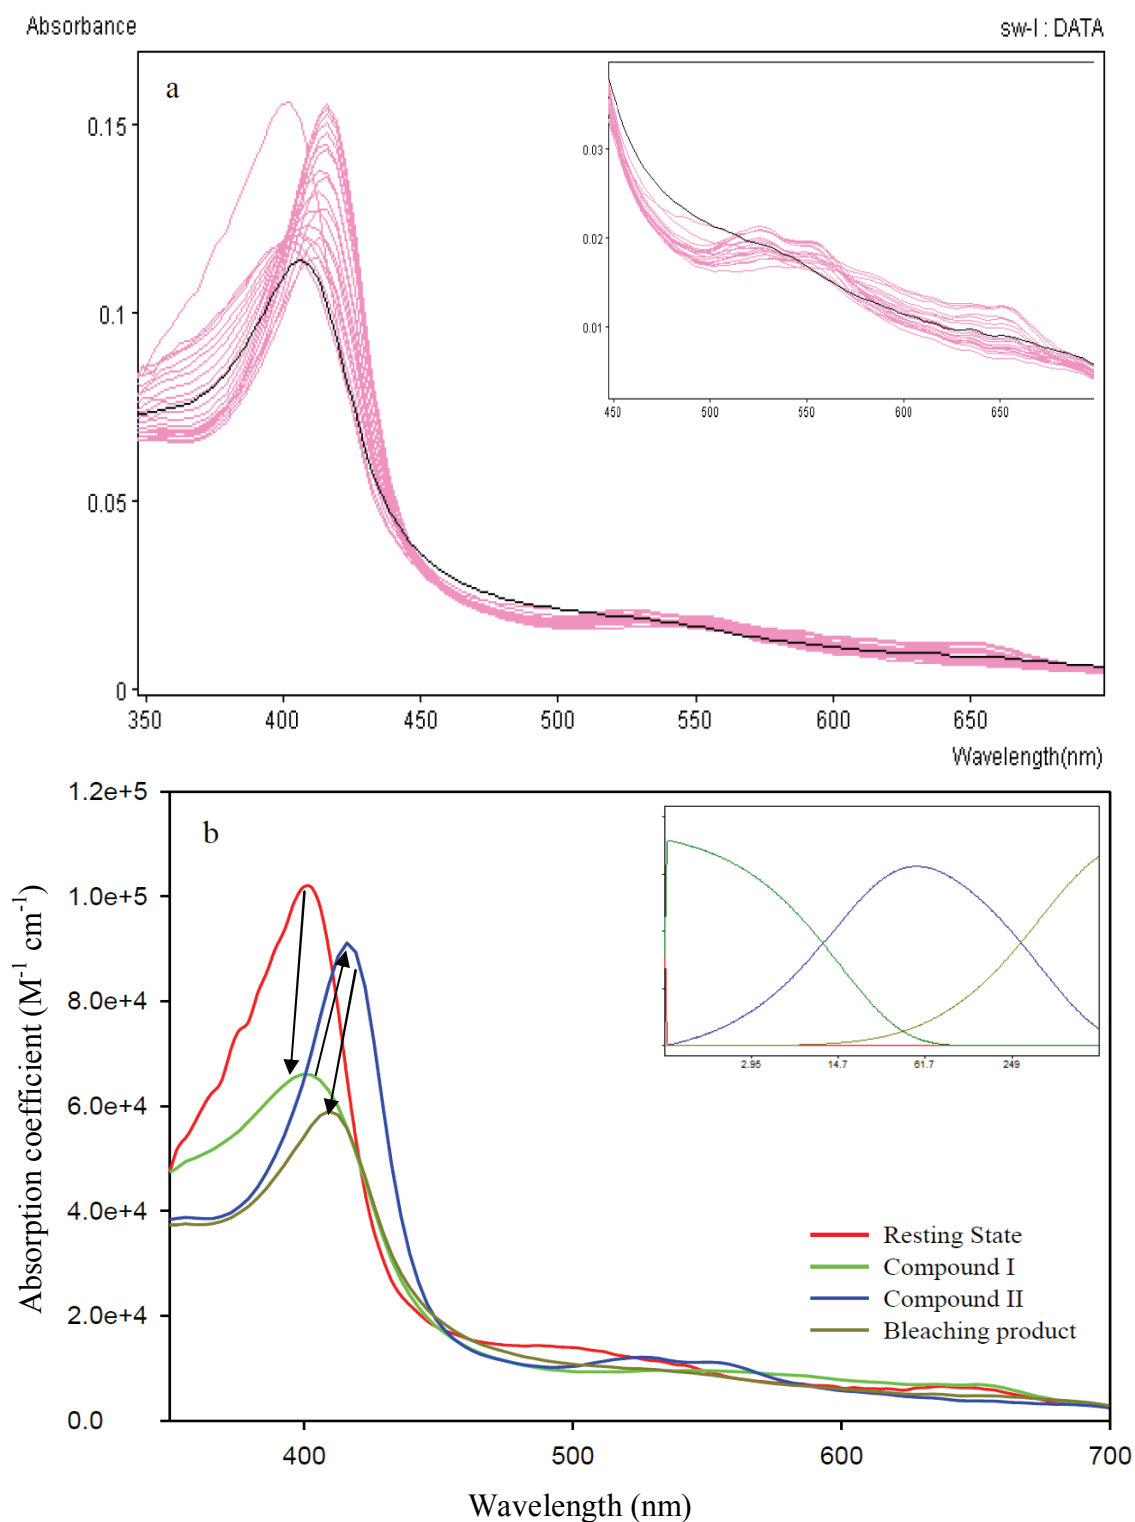 Absorbance
sw-I : DATA
a
0.15
0.1
0.05
0
350 400 450 500 550 600 650
Wavelength(nm)
0.03
0.02
0.01
450 500 550 600 650
b
1.2e+5
1.0e+5
8.0e+4
6.0e+4
4.0e+4
2.0e+4
0.0
Absorption coefficient (M⁻¹ cm⁻¹)
2.95 14.7 61.7 249
Resting State
Compound I
Compound II
Bleaching product
400 500 600 700
Wavelength (nm)